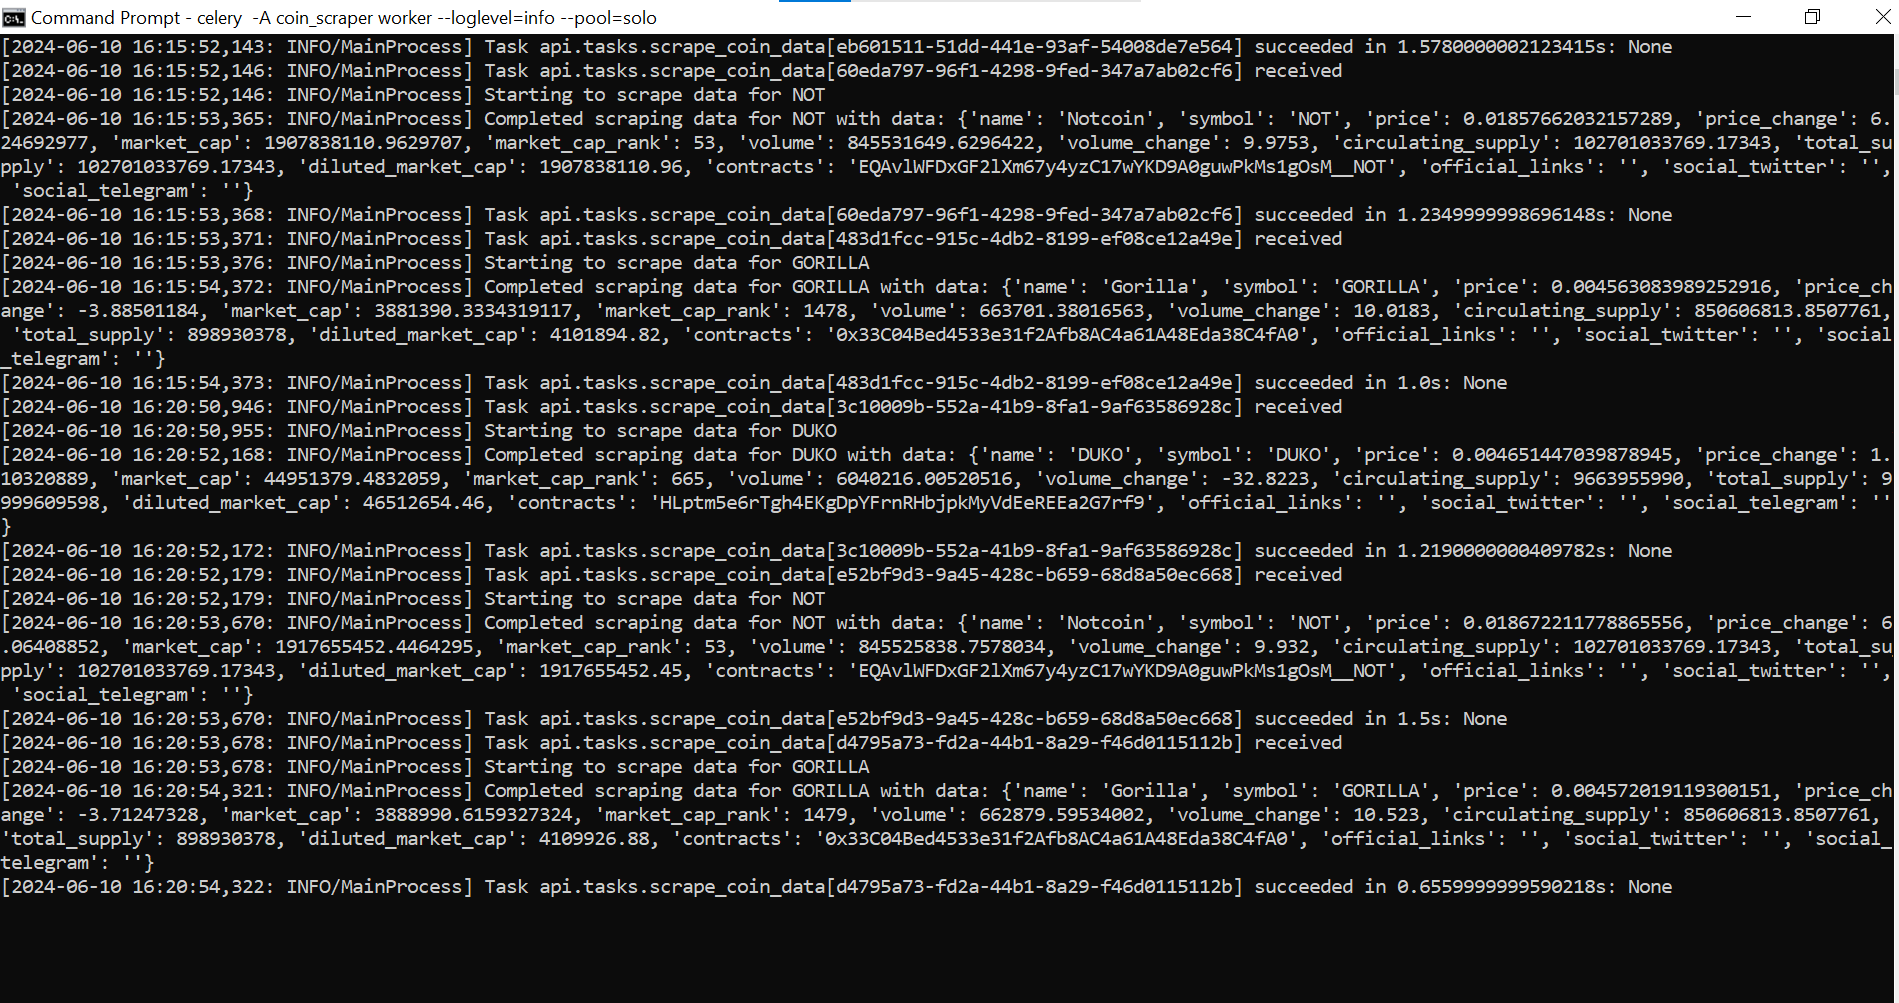 Command Prompt - celery  -A coin_scraper worker --loglevel=info --pool=solo
[2024-06-10 16:15:52,143: INFO/MainProcess] Task api.tasks.scrape_coin_data[eb601511-51dd-441e-93af-54008de7e564] succeeded in 1.5780000002123415s: None
[2024-06-10 16:15:52,146: INFO/MainProcess] Task api.tasks.scrape_coin_data[60eda797-96f1-4298-9fed-347a7ab02cf6] received
[2024-06-10 16:15:52,146: INFO/MainProcess] Starting to scrape data for NOT
[2024-06-10 16:15:53,365: INFO/MainProcess] Completed scraping data for NOT with data: {'name': 'Notcoin', 'symbol': 'NOT', 'price': 0.01857662032157289, 'price_change': 6.
24692977, 'market_cap': 1907838110.9629707, 'market_cap_rank': 53, 'volume': 845531649.6296422, 'volume_change': 9.9753, 'circulating_supply': 102701033769.17343, 'total_su
pply': 102701033769.17343, 'diluted_market_cap': 1907838110.96, 'contracts': 'EQAvlWFDxGF2lXm67y4yzC17wYKD9A0guwPkMs1gOsM__NOT', 'official_links': '', 'social_twitter': '',
 'social_telegram': ''}
[2024-06-10 16:15:53,368: INFO/MainProcess] Task api.tasks.scrape_coin_data[60eda797-96f1-4298-9fed-347a7ab02cf6] succeeded in 1.2349999998696148s: None
[2024-06-10 16:15:53,371: INFO/MainProcess] Task api.tasks.scrape_coin_data[483d1fcc-915c-4db2-8199-ef08ce12a49e] received
[2024-06-10 16:15:53,376: INFO/MainProcess] Starting to scrape data for GORILLA
[2024-06-10 16:15:54,372: INFO/MainProcess] Completed scraping data for GORILLA with data: {'name': 'Gorilla', 'symbol': 'GORILLA', 'price': 0.004563083989252916, 'price_ch
ange': -3.88501184, 'market_cap': 3881390.3334319117, 'market_cap_rank': 1478, 'volume': 663701.38016563, 'volume_change': 10.0183, 'circulating_supply': 850606813.8507761,
 'total_supply': 898930378, 'diluted_market_cap': 4101894.82, 'contracts': '0x33C04Bed4533e31f2Afb8AC4a61A48Eda38C4fA0', 'official_links': '', 'social_twitter': '', 'social
_telegram': ''}
[2024-06-10 16:15:54,373: INFO/MainProcess] Task api.tasks.scrape_coin_data[483d1fcc-915c-4db2-8199-ef08ce12a49e] succeeded in 1.0s: None
[2024-06-10 16:20:50,946: INFO/MainProcess] Task api.tasks.scrape_coin_data[3c10009b-552a-41b9-8fa1-9af63586928c] received
[2024-06-10 16:20:50,955: INFO/MainProcess] Starting to scrape data for DUKO
[2024-06-10 16:20:52,168: INFO/MainProcess] Completed scraping data for DUKO with data: {'name': 'DUKO', 'symbol': 'DUKO', 'price': 0.004651447039878945, 'price_change': 1.
10320889, 'market_cap': 44951379.4832059, 'market_cap_rank': 665, 'volume': 6040216.00520516, 'volume_change': -32.8223, 'circulating_supply': 9663955990, 'total_supply': 9
999609598, 'diluted_market_cap': 46512654.46, 'contracts': 'HLptm5e6rTgh4EKgDpYFrnRHbjpkMyVdEeREEa2G7rf9', 'official_links': '', 'social_twitter': '', 'social_telegram': ''
}
[2024-06-10 16:20:52,172: INFO/MainProcess] Task api.tasks.scrape_coin_data[3c10009b-552a-41b9-8fa1-9af63586928c] succeeded in 1.2190000000409782s: None
[2024-06-10 16:20:52,179: INFO/MainProcess] Task api.tasks.scrape_coin_data[e52bf9d3-9a45-428c-b659-68d8a50ec668] received
[2024-06-10 16:20:52,179: INFO/MainProcess] Starting to scrape data for NOT
[2024-06-10 16:20:53,670: INFO/MainProcess] Completed scraping data for NOT with data: {'name': 'Notcoin', 'symbol': 'NOT', 'price': 0.018672211778865556, 'price_change': 6
.06408852, 'market_cap': 1917655452.4464295, 'market_cap_rank': 53, 'volume': 845525838.7578034, 'volume_change': 9.932, 'circulating_supply': 102701033769.17343, 'total_su
pply': 102701033769.17343, 'diluted_market_cap': 1917655452.45, 'contracts': 'EQAvlWFDxGF2lXm67y4yzC17wYKD9A0guwPkMs1gOsM__NOT', 'official_links': '', 'social_twitter': '',
 'social_telegram': ''}
[2024-06-10 16:20:53,670: INFO/MainProcess] Task api.tasks.scrape_coin_data[e52bf9d3-9a45-428c-b659-68d8a50ec668] succeeded in 1.5s: None
[2024-06-10 16:20:53,678: INFO/MainProcess] Task api.tasks.scrape_coin_data[d4795a73-fd2a-44b1-8a29-f46d0115112b] received
[2024-06-10 16:20:53,678: INFO/MainProcess] Starting to scrape data for GORILLA
[2024-06-10 16:20:54,321: INFO/MainProcess] Completed scraping data for GORILLA with data: {'name': 'Gorilla', 'symbol': 'GORILLA', 'price': 0.004572019119300151, 'price_ch
ange': -3.71247328, 'market_cap': 3888990.6159327324, 'market_cap_rank': 1479, 'volume': 662879.59534002, 'volume_change': 10.523, 'circulating_supply': 850606813.8507761,
'total_supply': 898930378, 'diluted_market_cap': 4109926.88, 'contracts': '0x33C04Bed4533e31f2Afb8AC4a61A48Eda38C4fA0', 'official_links': '', 'social_twitter': '', 'social_
telegram': ''}
[2024-06-10 16:20:54,322: INFO/MainProcess] Task api.tasks.scrape_coin_data[d4795a73-fd2a-44b1-8a29-f46d0115112b] succeeded in 0.6559999999590218s: None